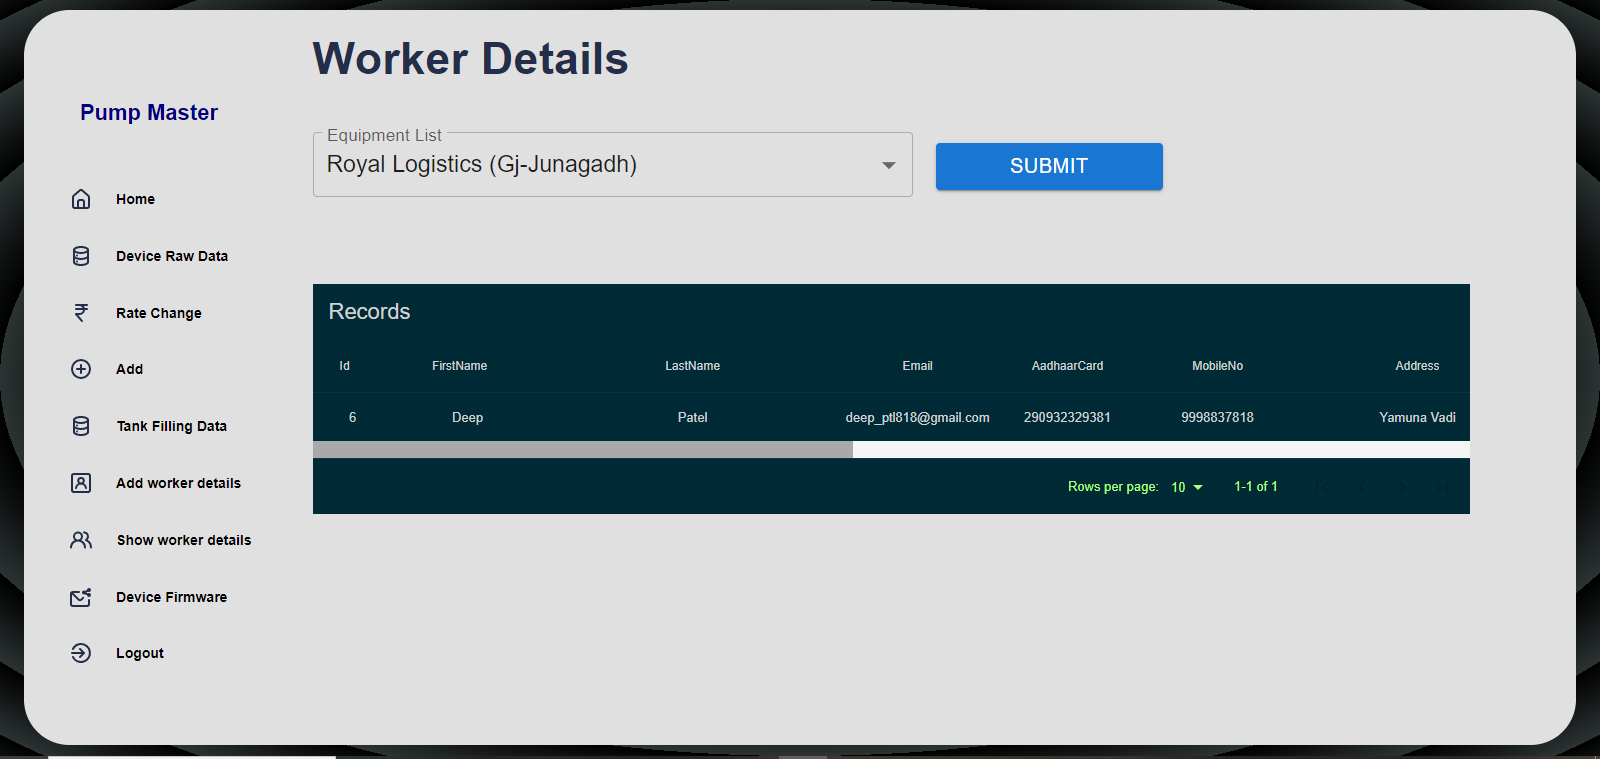 Worker Details
Pump Master
Equipment List
Royal Logistics (Gj-Junagadh)
SUBMIT
Home
Device Raw Data
Rate Change
Add
Tank Filling Data
Add worker details
Show worker details
Device Firmware
Logout
Records
Id FirstName LastName Email AadhaarCard MobileNo Address
6 Deep Patel deep_ptl818@gmail.com 290932329381 9998837818 Yamuna Vadi
Rows per page: 10 1-1 of 1